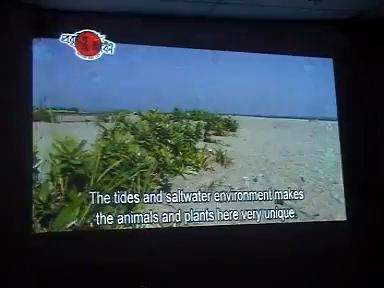 The tides and saltwater environment makes
the animals and plants here very unique.